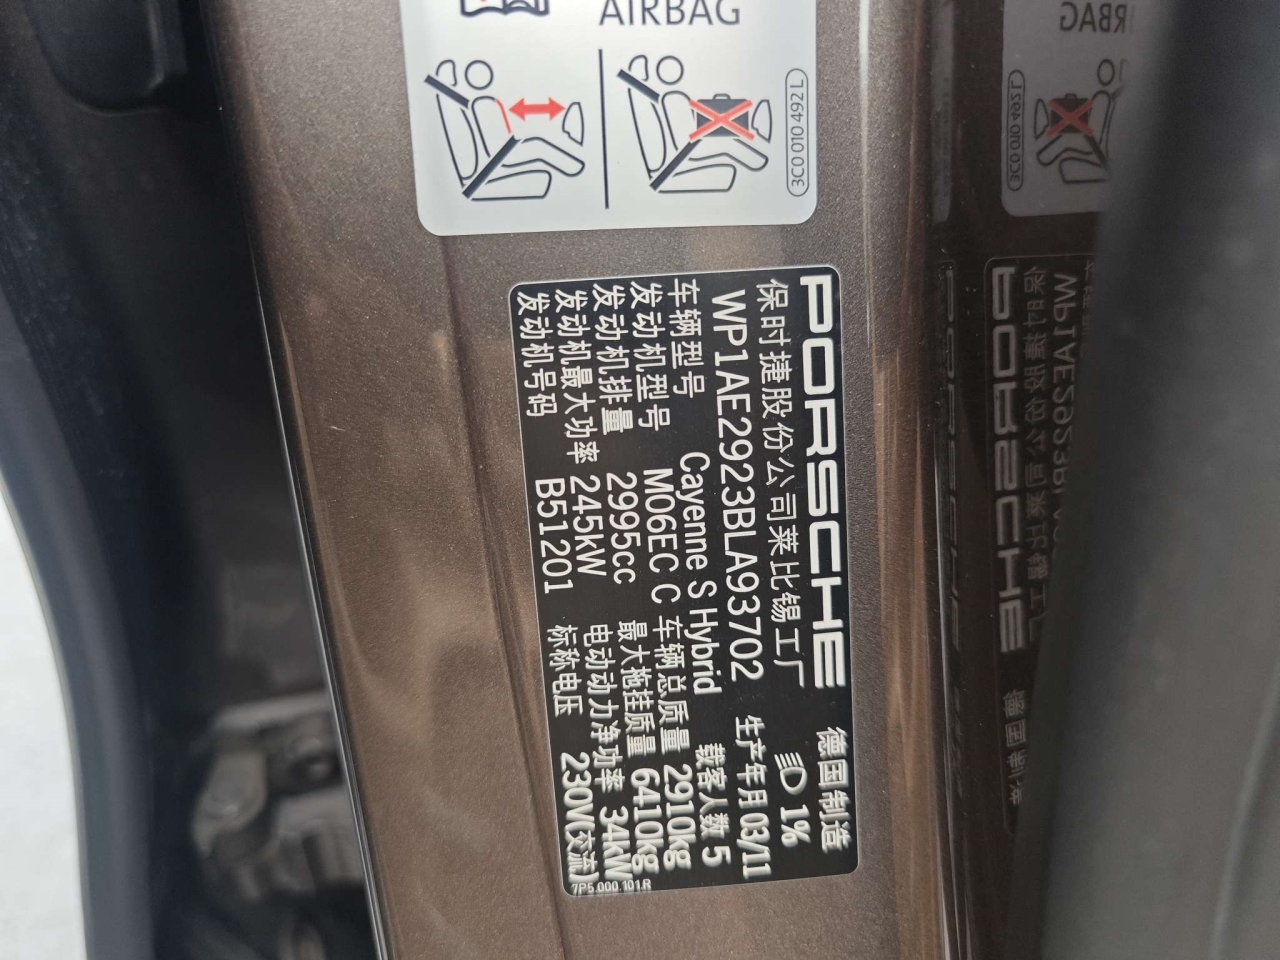 AIRBAG
3C0 010 492 L
PORSCHE 德国制造
保时捷股份公司莱比锡工厂 1%
WP1AE2923BLA93702 生产年月 03/11
车辆型号 Cayenne S Hybrid 载客人数 5
发动机型号 M06EC C 车辆总质量 2910kg
发动机排量 2995cc 最大拖挂质量 6410kg
发动机最大功率 245kW 电动动力净功率 34kW
发动机号码 B51201 标称电压 230V(交流)
7P5.000.101.R